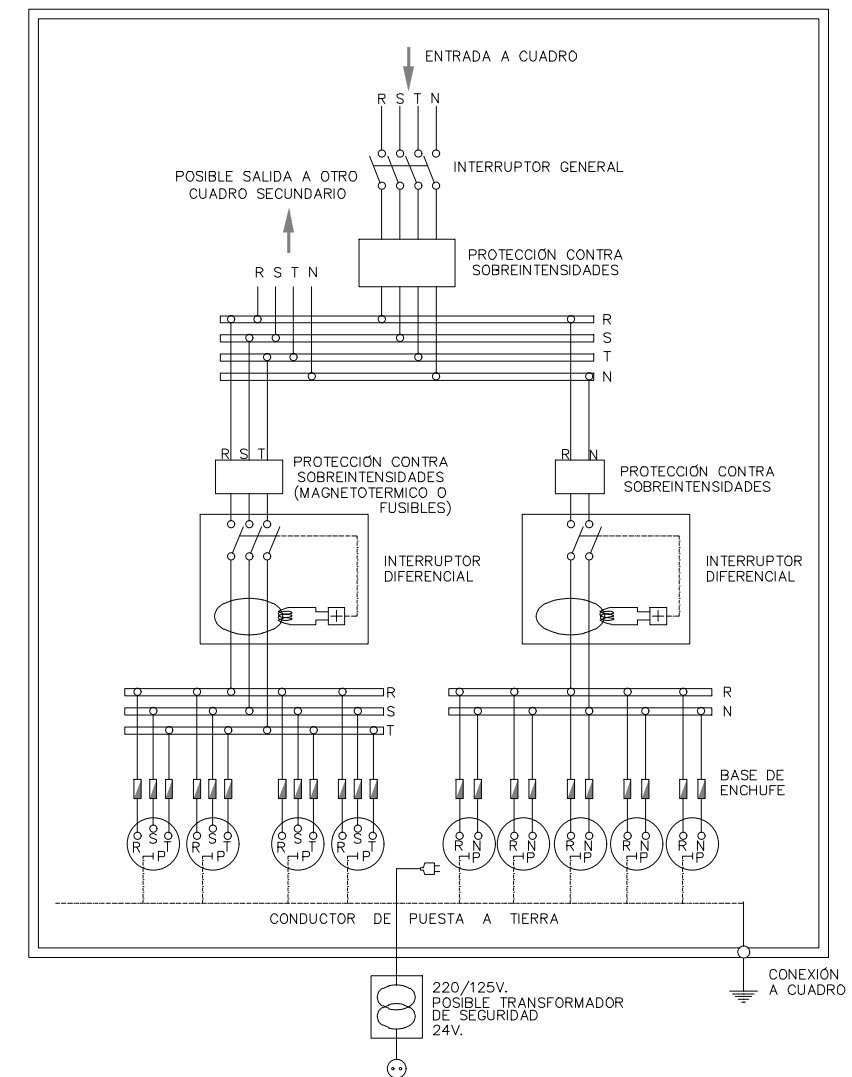 ENTRADA A CUADRO
R S T N
INTERRUPTOR GENERAL
POSIBLE SALIDA A OTRO
CUADRO SECUNDARIO
PROTECCIÓN CONTRA
SOBREINTENSIDADES
R S T N
R
S
T
N
R S T
PROTECCIÓN CONTRA
SOBREINTENSIDADES
(MAGNETOTERMICO O
FUSIBLES)
R N
PROTECCIÓN CONTRA
SOBREINTENSIDADES
INTERRUPTOR
DIFERENCIAL
INTERRUPTOR
DIFERENCIAL
R
S
T
R
N
BASE DE
ENCHUFE
R S T P
R S T P
R S T P
R S T P
R N P
R N P
R N P
R N P
R N P
CONDUCTOR DE PUESTA A TIERRA
CONEXIÓN
A CUADRO
220/125V.
POSIBLE TRANSFORMADOR
DE SEGURIDAD
24V.